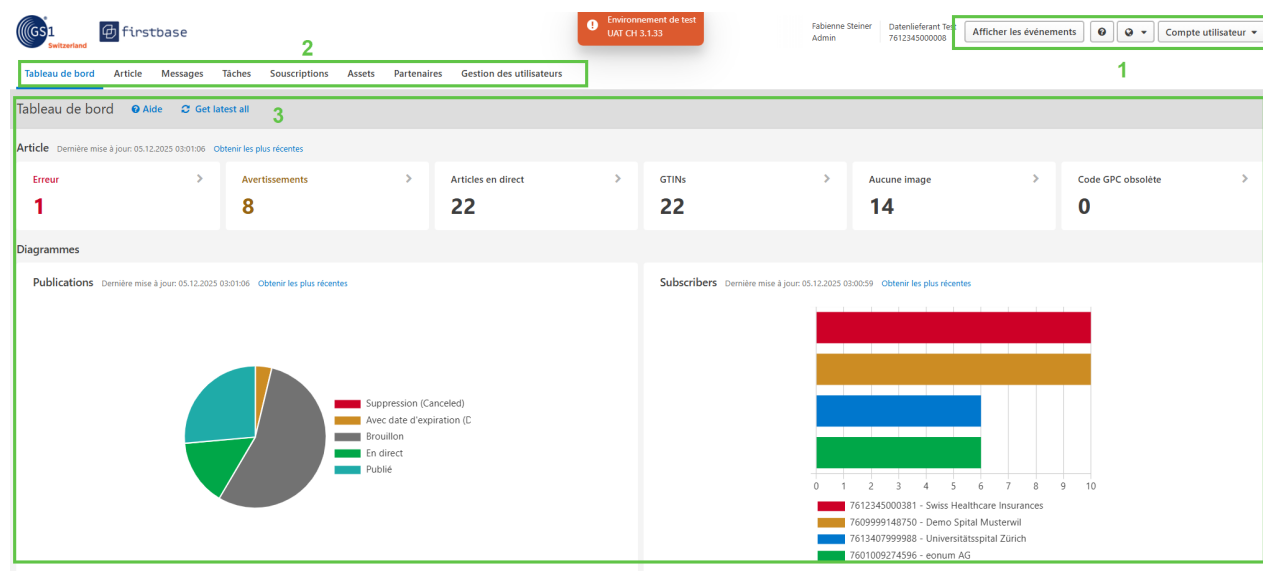 GS1
Switzerland
firstbase
Environnement de test
UAT CH 3.1.33
Fabienne Steiner
Admin
Datenlieferant Test
7612345000008
Afficher les événements
Compte utilisateur
1
2
Tableau de bord Article Messages Tâches Souscriptions Assets Partenaires Gestion des utilisateurs
Tableau de bord Aide Get latest all
3
Article Dernière mise à jour: 05.12.2025 03:01:06 Obtenir les plus récentes
Erreur
1
Avertissements
8
Articles en direct
22
GTINs
22
Aucune image
14
Code GPC obsolète
0
Diagrammes
Publications Dernière mise à jour: 05.12.2025 03:01:06 Obtenir les plus récentes
Suppression (Canceled)
Avec date d'expiration (D
Brouillon
En direct
Publié
Subscribers Dernière mise à jour: 05.12.2025 03:00:59 Obtenir les plus récentes
0 1 2 3 4 5 6 7 8 9 10
7612345000381 - Swiss Healthcare Insurances
7609999148750 - Demo Spital Musterwil
7613407999988 - Universitätsspital Zürich
7601009274596 - eonum AG